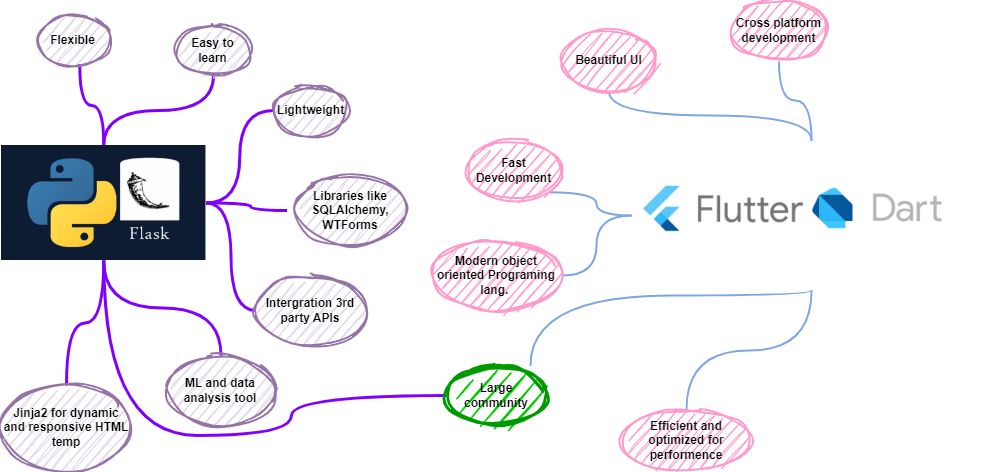 Flexible
Easy to
learn
Lightweight
Libraries like
SQLAlchemy,
WTForms
Flask
Intergration 3rd
party APIs
ML and data
analysis tool
Jinja2 for dynamic
and responsive HTML
temp
Large
community
Beautiful UI
Cross platform
development
Fast
Development
Flutter
Dart
Modern object
oriented Programing
lang.
Efficient and
optimized for
performence